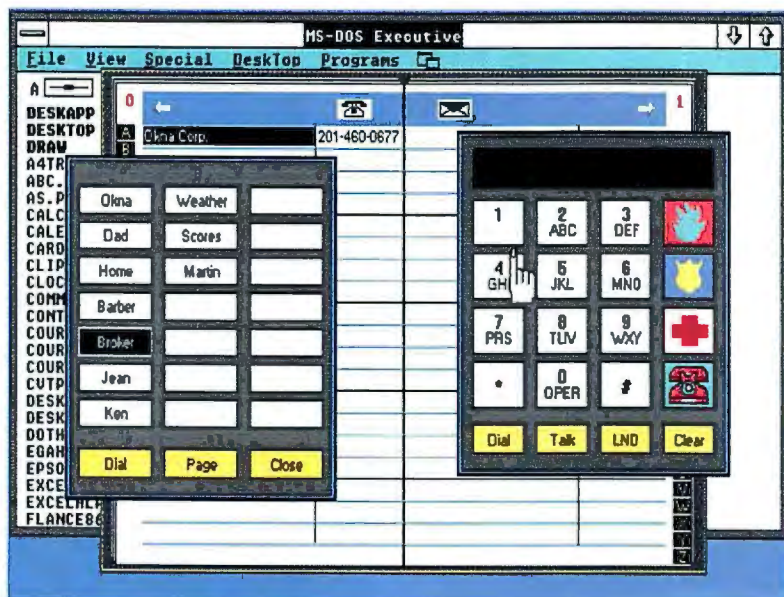 MS-DOS Executive
File View Special DeskTop Programs
A
0
1
DESKAPP
DESKTOP
DRAW
A4TR
ABC.
AS.P
CALC
CALE
CARD
CLIP
CLOC
COMM
CONT
COUR
COUR
COUR
CVTP
DESK
DESK
DOTH
EGAH
EPSO
EXCE
EXCELHLP
FLANCE86
A Okna Corp. 201-460-0677
B
Okna Weather
Dad Scores
Home Martin
Barber
Broker
Jean
Ken
Dial Page Close
1 2 ABC 3 DEF
4 GH 5 JKL 6 MNO
7 PRS 8 TUV 9 WXY
* 0 OPER #
Dial Talk LND Clear
V
W
X
Y
Z